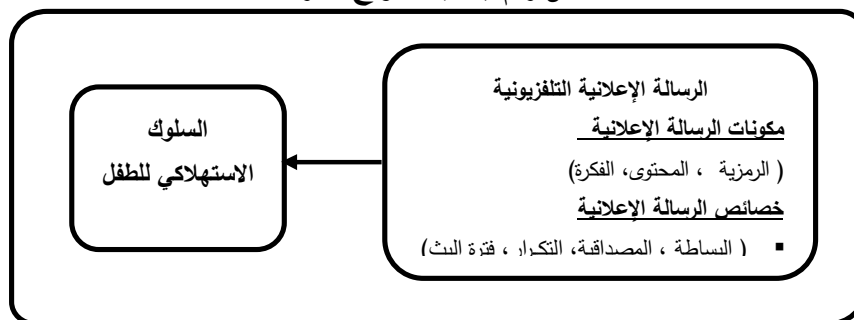 الرسالة الإعلانية التلفزيونية
مكونات الرسالة الإعلانية
( الرمزية ، المحتوى، الفكرة)
خصائص الرسالة الإعلانية
▪ ( البساطة ، المصداقية، التكرار ، فترة البث)
السلوك
الاستهلاكي للطفل